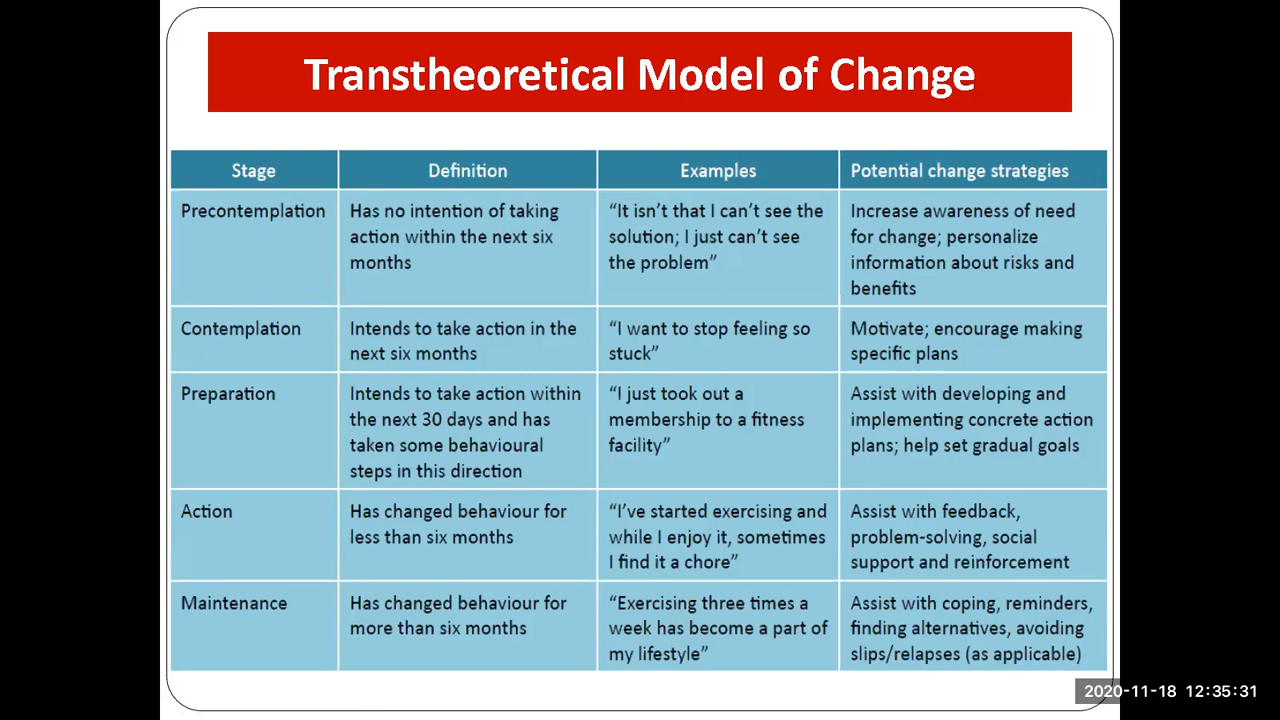 Transtheoretical Model of Change
Stage
Definition
Examples
Potential change strategies
Precontemplation
Has no intention of taking
action within the next six
months
“It isn’t that I can’t see the
solution; I just can’t see
the problem”
Increase awareness of need
for change; personalize
information about risks and
benefits
Contemplation
Intends to take action in the
next six months
“I want to stop feeling so
stuck”
Motivate; encourage making
specific plans
Preparation
Intends to take action within
the next 30 days and has
taken some behavioural
steps in this direction
“I just took out a
membership to a fitness
facility”
Assist with developing and
implementing concrete action
plans; help set gradual goals
Action
Has changed behaviour for
less than six months
“I’ve started exercising and
while I enjoy it, sometimes
I find it a chore”
Assist with feedback,
problem-solving, social
support and reinforcement
Maintenance
Has changed behaviour for
more than six months
“Exercising three times a
week has become a part of
my lifestyle”
Assist with coping, reminders,
finding alternatives, avoiding
slips/relapses (as applicable)
2020-11-18 12:35:31